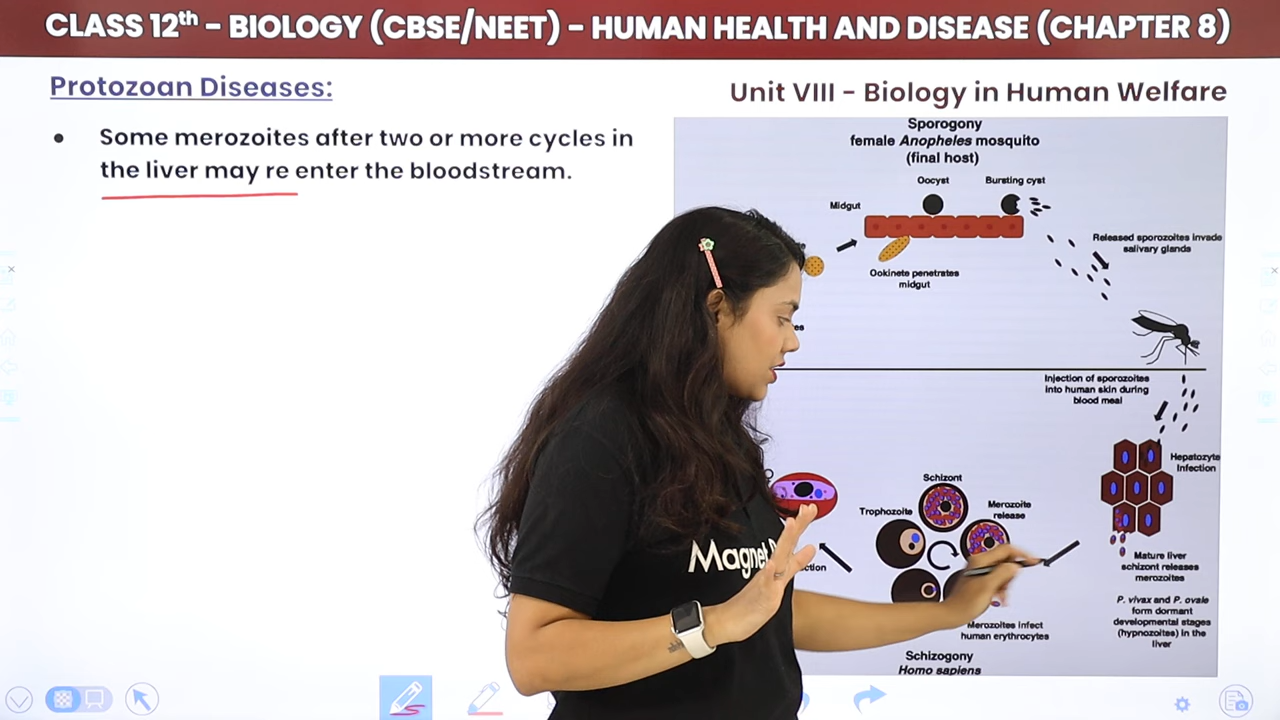 CLASS 12th – BIOLOGY (CBSE/NEET) – HUMAN HEALTH AND DISEASE (CHAPTER 8)
Protozoan Diseases:
Unit VIII – Biology in Human Welfare
• Some merozoites after two or more cycles in
the liver may re enter the bloodstream.
Sporogony
female Anopheles mosquito
(final host)
Oocyst
Bursting cyst
Midgut
Released sporozoites invade
salivary glands
Ookinete penetrates
midgut
Injection of sporozoites
into human skin during
blood meal
Hepatozyte
Infection
Schizont
Trophozoite
Merozoite
release
Mature liver
schizont releases
merozoites
P. vivax and P. ovale
form dormant
developmental stages
(hypnozoites) in the
liver
Merozoites infect
human erythrocytes
Schizogony
Homo sapiens
Magnet